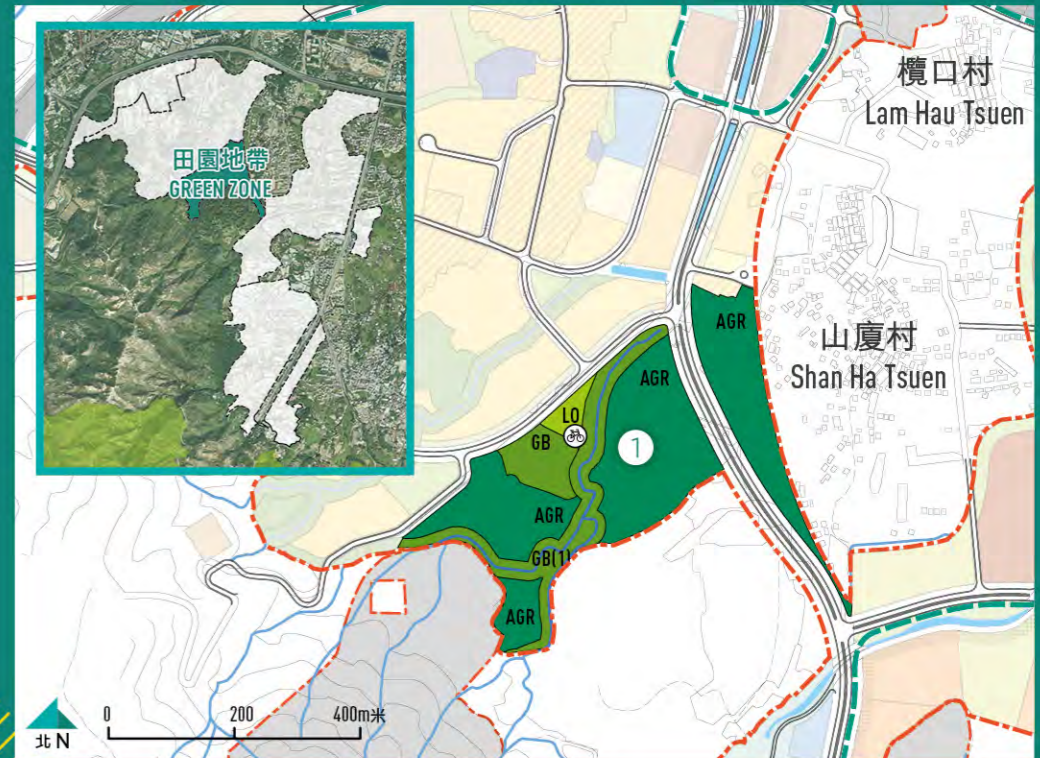 田園地帶
GREEN ZONE
欖口村
Lam Hau Tsuen
山廈村
Shan Ha Tsuen
AGR
AGR
LO
GB
1
AGR
GB(1)
AGR
北 N
0 200 400m米